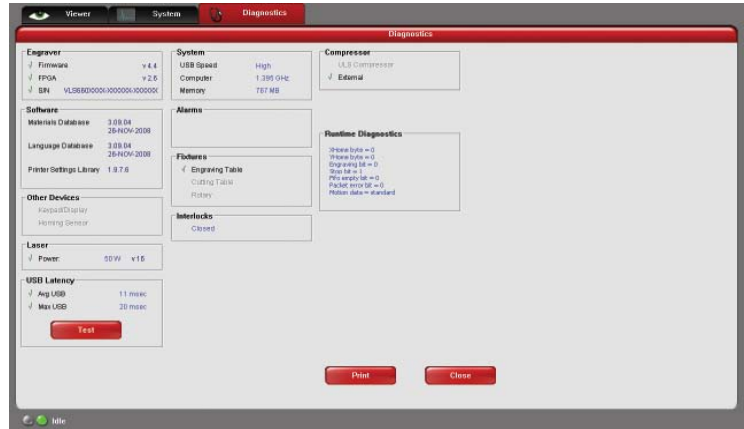 Viewer
System
Diagnostics
Diagnostics
Engraver
Firmware v 4.4
FPGA v 2.6
S/N
Software
Materials Database 3.09.04
26-NOV-2008
Language Database 3.09.04
26-NOV-2008
Printer Settings Library 1.9.7.6
Other Devices
Keypad/Display
Homing Sensor
Laser
Power: 50 W v 1.6
USB Latency
Avg USB 11 msec
Max USB 20 msec
Test
System
USB Speed High
Computer 1.395 GHz
Memory 767 MB
Alarms
Fixtures
Engraving Table
Cutting Table
Rotary
Interlocks
Closed
Compressor
ULS Compressor
External
Runtime Diagnostics
XHome byte = 0
YHome byte = 0
Engraving bit = 0
Stop bit = 1
Fifo empty bit = 0
Packet error bit = 0
Motion data = standard
Print
Close
Idle